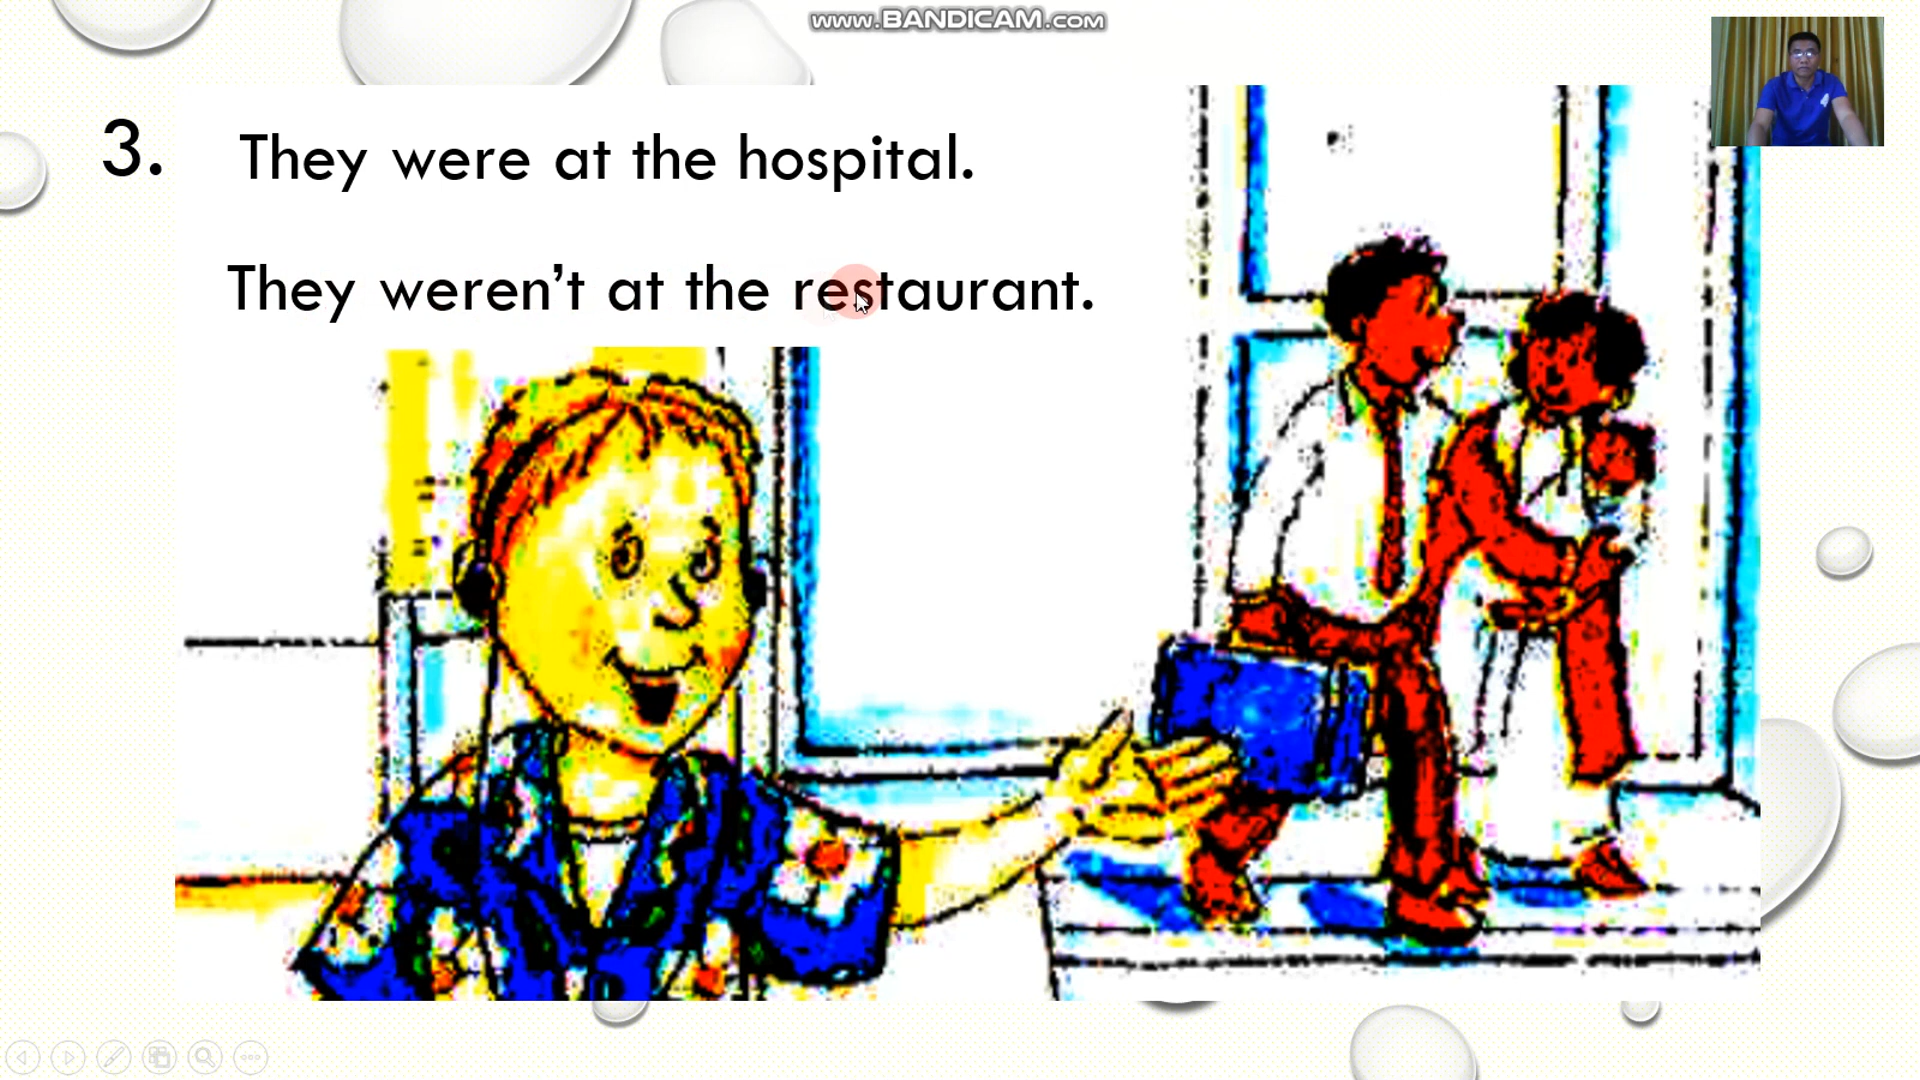 www.BANDICAM.com
3. They were at the hospital.
They weren't at the restaurant.